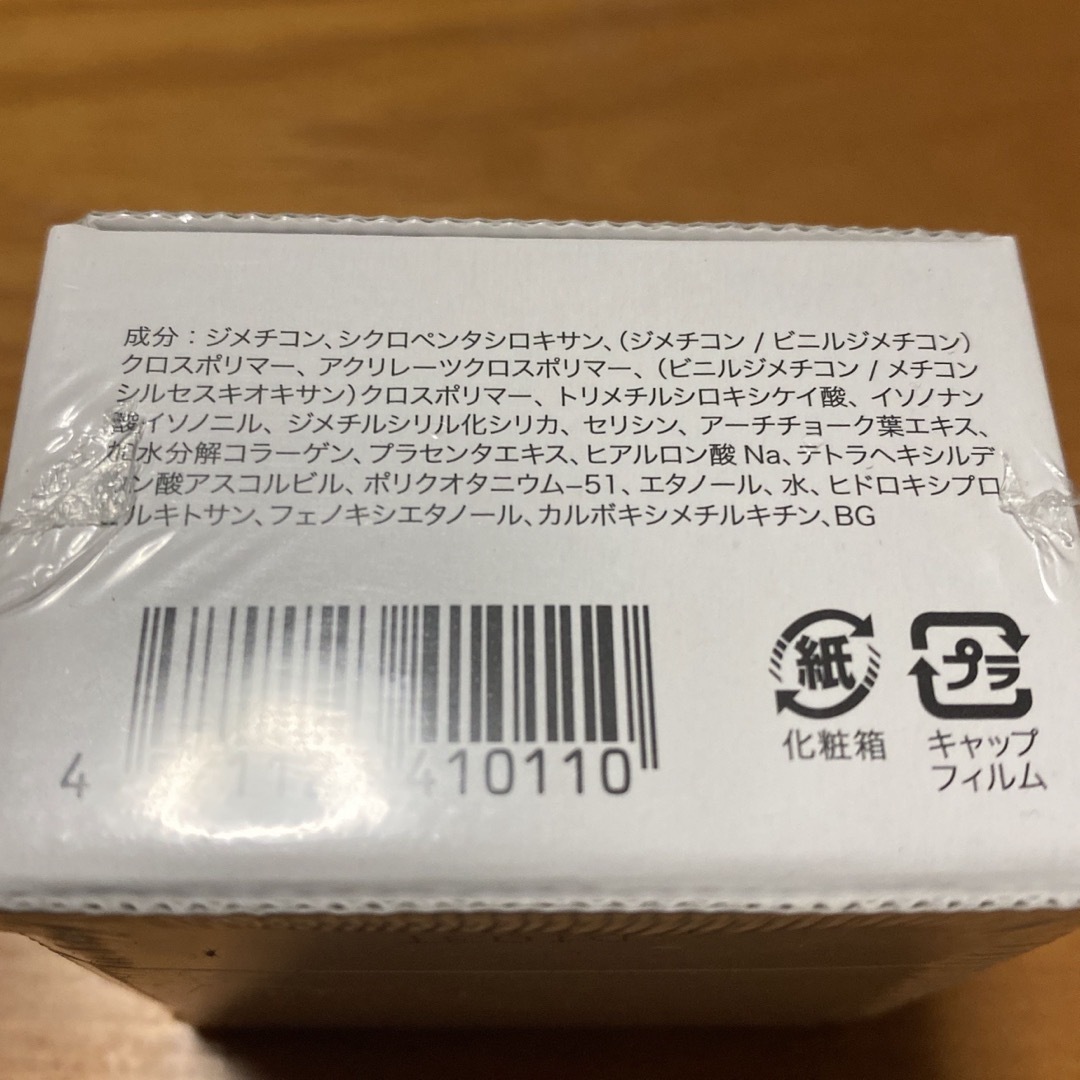 成分：ジメチコン、シクロペンタシロキサン、(ジメチコン / ビニルジメチコン)
クロスポリマー、アクリレーツクロスポリマー、(ビニルジメチコン / メチコン
シルセスキオキサン)クロスポリマー、トリメチルシロキシケイ酸、イソノナン
酸イソノニル、ジメチルシリル化シリカ、セリシン、アーチチョーク葉エキス、
加水分解コラーゲン、プラセンタエキス、ヒアルロン酸 Na、テトラヘキシルデ
カン酸アスコルビル、ポリクオタニウム–51、エタノール、水、ヒドロキシプロ
ピルキトサン、フェノキシエタノール、カルボキシメチルキチン、BG
紙 プラ
化粧箱 キャップ
フィルム
4 410110